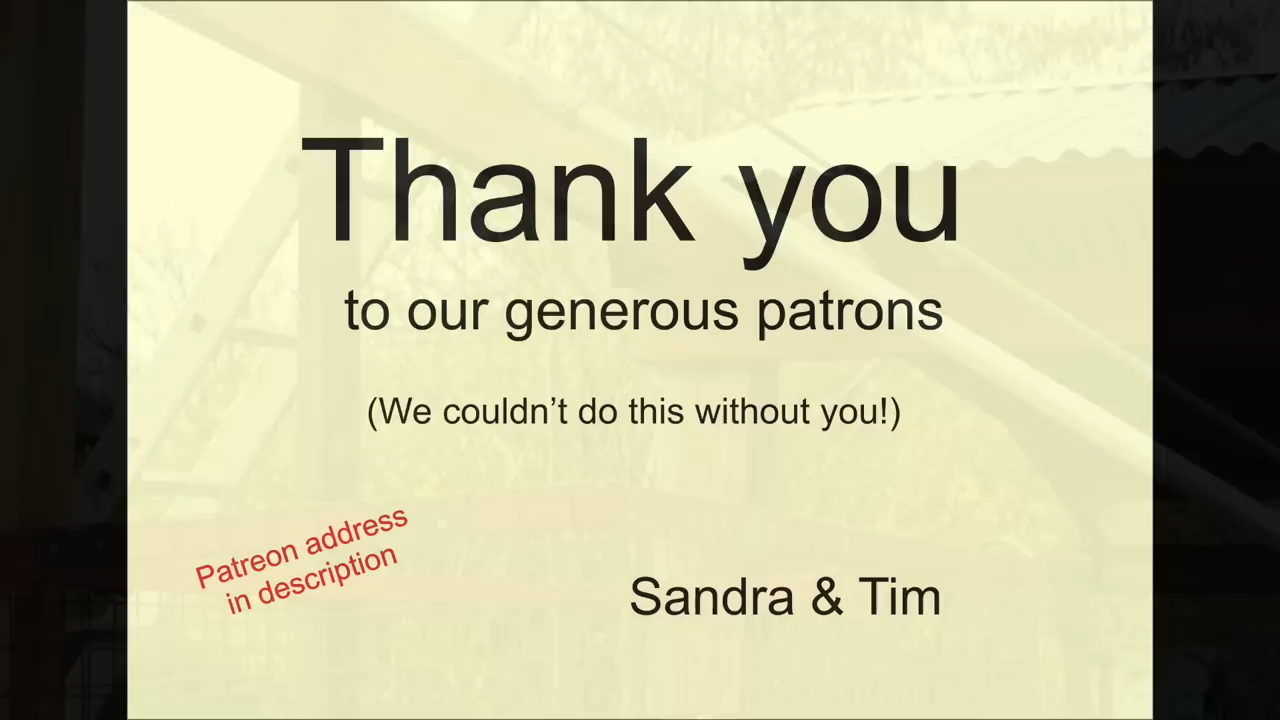 Thank you
to our generous patrons
(We couldn’t do this without you!)
Patreon address
in description
Sandra & Tim